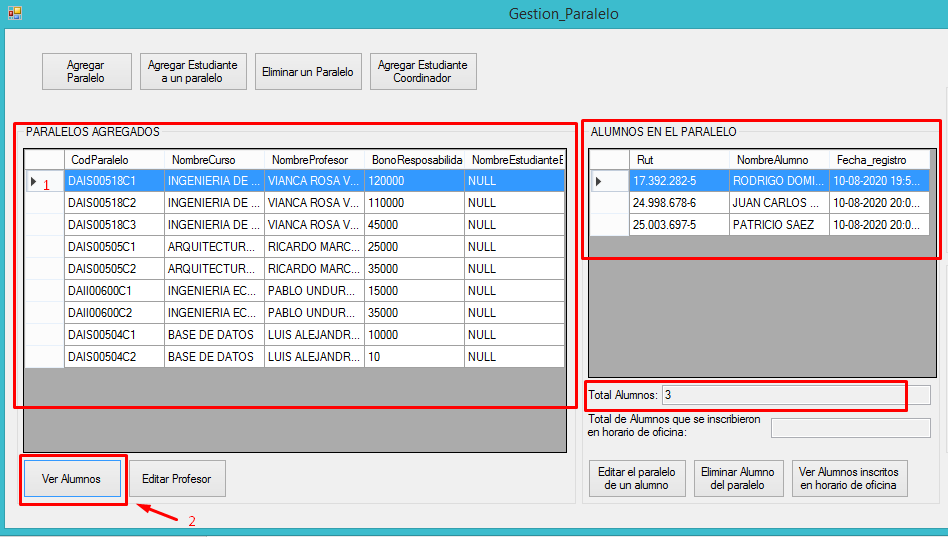 Gestion_Paralelo
Agregar
Paralelo
Agregar Estudiante
a un paralelo
Eliminar un Paralelo
Agregar Estudiante
Coordinador
PARALELOS AGREGADOS
CodParalelo NombreCurso NombreProfesor BonoResposabilida NombreEstudianteE
1 DAIS00518C1 INGENIERIA DE ... VIANCA ROSA V... 120000 NULL
DAIS00518C2 INGENIERIA DE ... VIANCA ROSA V... 110000 NULL
DAIS00518C3 INGENIERIA DE ... VIANCA ROSA V... 45000 NULL
DAIS00505C1 ARQUITECTUR... RICARDO MARC... 25000 NULL
DAIS00505C2 ARQUITECTUR... RICARDO MARC... 35000 NULL
DAII00600C1 INGENIERIA EC... PABLO UNDUR... 15000 NULL
DAII00600C2 INGENIERIA EC... PABLO UNDUR... 35000 NULL
DAIS00504C1 BASE DE DATOS LUIS ALEJANDR... 10000 NULL
DAIS00504C2 BASE DE DATOS LUIS ALEJANDR... 10 NULL
Ver Alumnos
Editar Profesor
2
ALUMNOS EN EL PARALELO
Rut NombreAlumno Fecha_registro
17.392.282-5 RODRIGO DOMI... 10-08-2020 19:5...
24.998.678-6 JUAN CARLOS ... 10-08-2020 20:0...
25.003.697-5 PATRICIO SAEZ 10-08-2020 20:0...
Total Alumnos: 3
Total de Alumnos que se inscribieron
en horario de oficina:
Editar el paralelo
de un alumno
Eliminar Alumno
del paralelo
Ver Alumnos inscritos
en horario de oficina